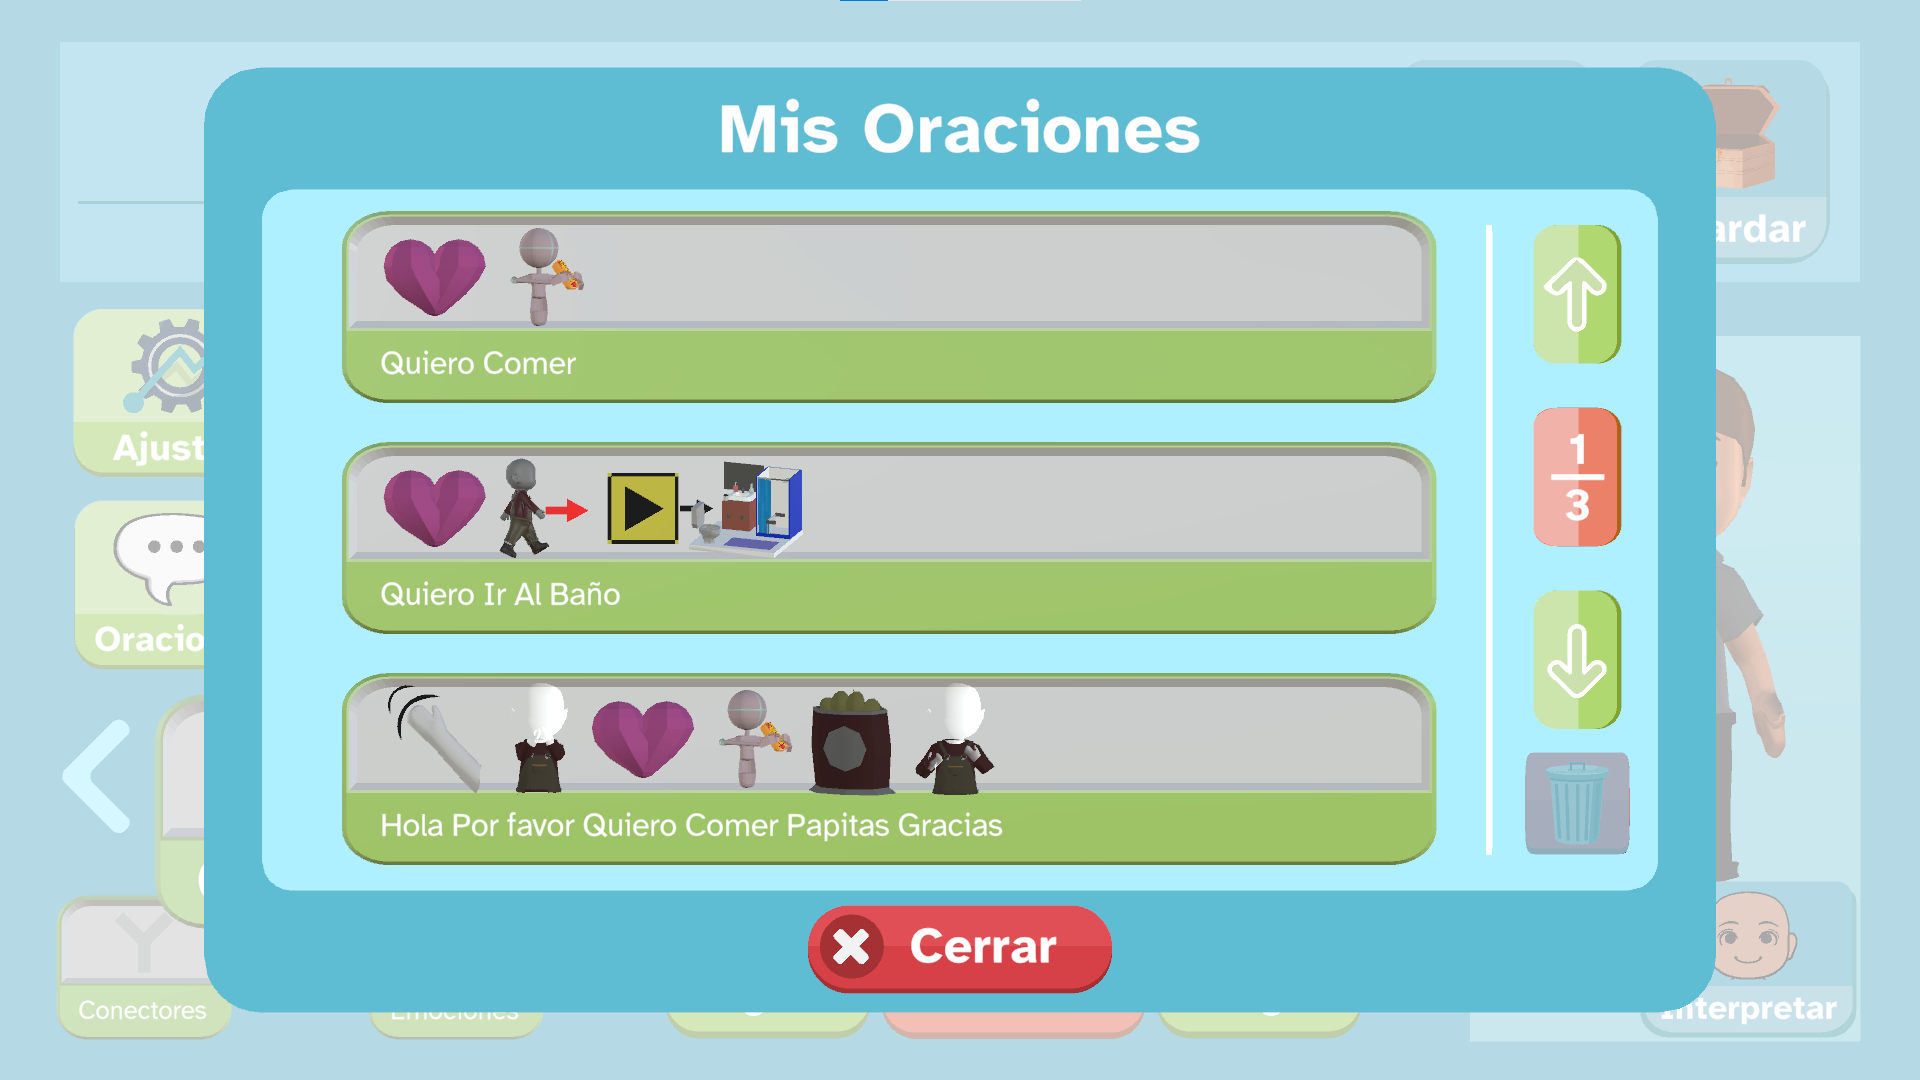 Mis Oraciones
ardar
Quiero Comer
Ajust
1
3
Quiero Ir Al Baño
Oracio
Hola Por favor Quiero Comer Papitas Gracias
Cerrar
Conectores
Emociones
Interpretar